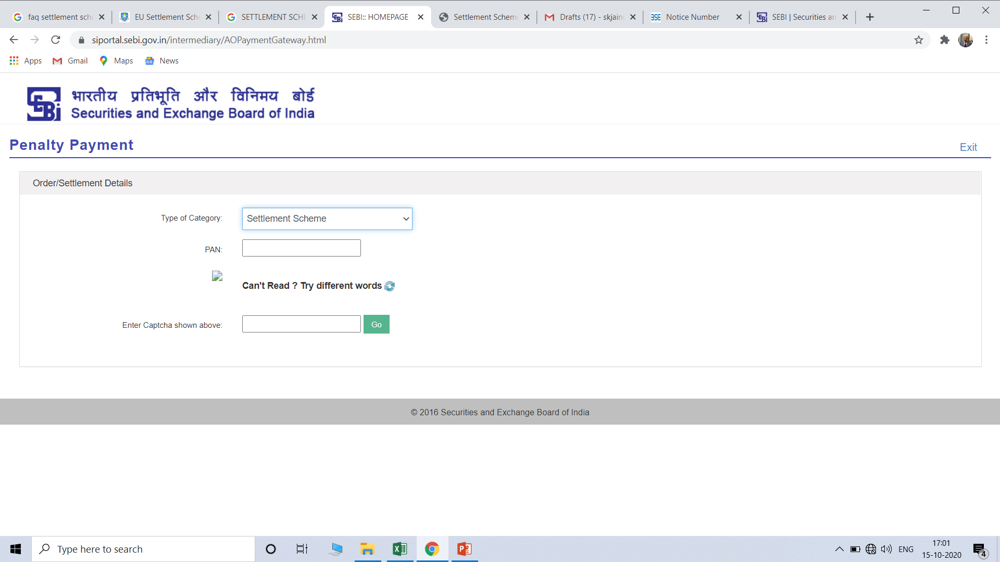 faq settlement sch
EU Settlement Sch
SETTLEMENT SCHE
SEBI:: HOMEPAGE
Settlement Scheme
Drafts (17) - skjain
Notice Number
SEBI | Securities an
siportal.sebi.gov.in/intermediary/AOPaymentGateway.html
Apps
Gmail
Maps
News
भारतीय प्रतिभूति और विनिमय बोर्ड
Securities and Exchange Board of India
Penalty Payment
Exit
Order/Settlement Details
Type of Category:
Settlement Scheme
PAN:
Can't Read ? Try different words
Enter Captcha shown above:
Go
© 2016 Securities and Exchange Board of India
Type here to search
ENG
17:01
15-10-2020
4